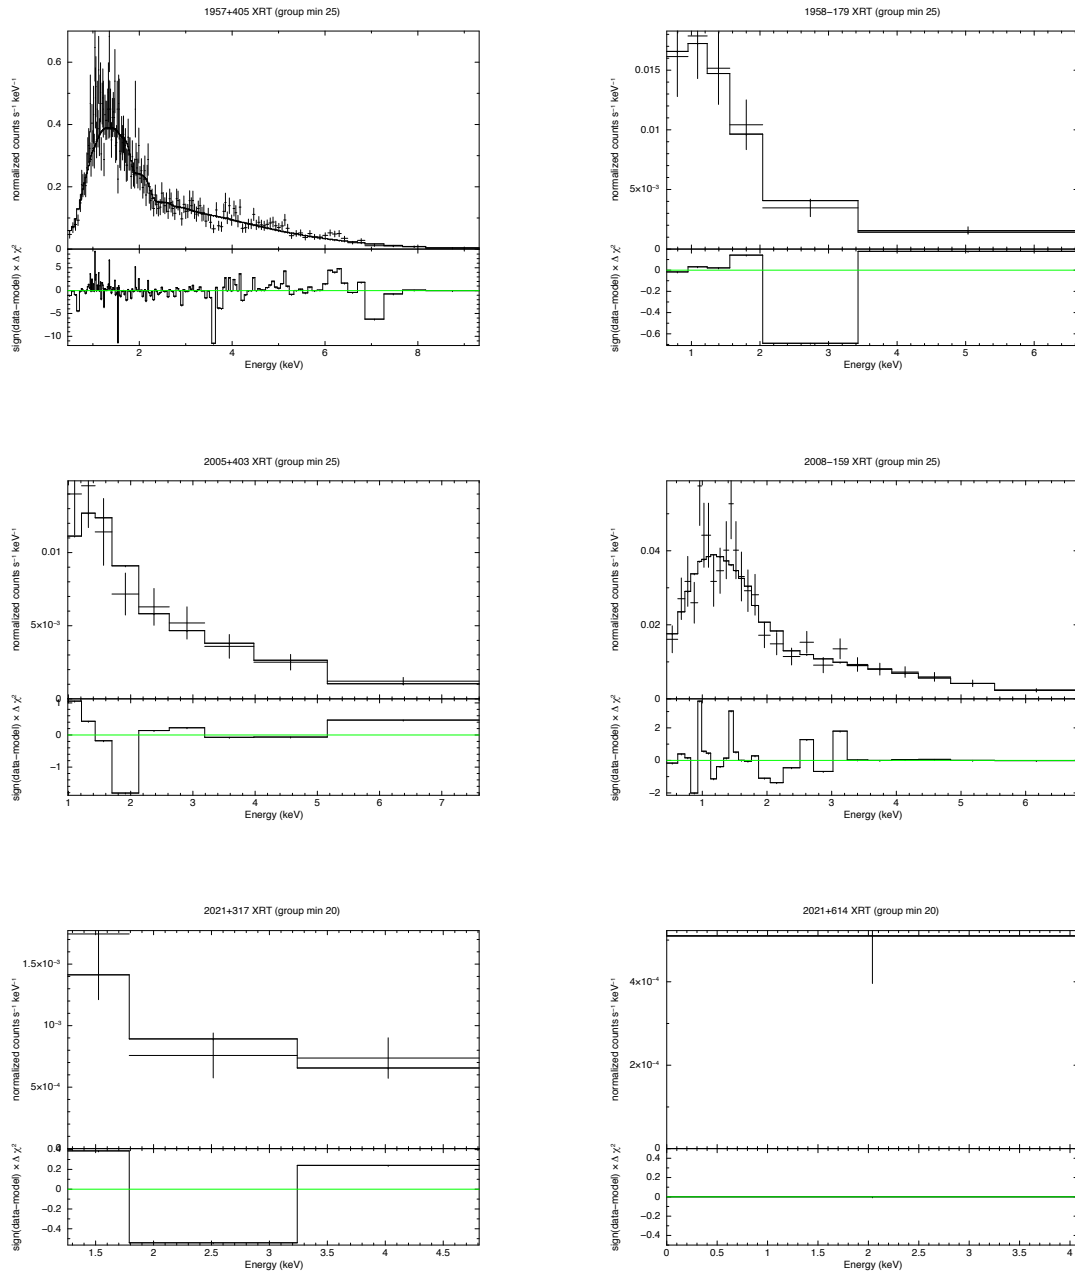 1957+405 XRT (group min 25)
normalized counts s⁻¹ keV⁻¹
0.6
0.4
0.2
0
sign(data−model) × Δ χ²
5
0
−5
−10
2 4 6 8
Energy (keV)
1958−179 XRT (group min 25)
normalized counts s⁻¹ keV⁻¹
0.015
0.01
5×10⁻³
0
sign(data−model) × Δ χ²
0
−0.2
−0.4
−0.6
1 2 3 4 5 6
Energy (keV)
2005+403 XRT (group min 25)
normalized counts s⁻¹ keV⁻¹
0.01
5×10⁻³
sign(data−model) × Δ χ²
0
−1
1 2 3 4 5 6 7
Energy (keV)
2008−159 XRT (group min 25)
normalized counts s⁻¹ keV⁻¹
0.04
0.02
0
sign(data−model) × Δ χ²
2
0
−2
1 2 3 4 5 6
Energy (keV)
2021+317 XRT (group min 20)
normalized counts s⁻¹ keV⁻¹
1.5×10⁻³
10⁻³
5×10⁻⁴
sign(data−model) × Δ χ²
0.2
0
−0.2
−0.4
1.5 2 2.5 3 3.5 4 4.5
Energy (keV)
2021+614 XRT (group min 20)
normalized counts s⁻¹ keV⁻¹
4×10⁻⁴
2×10⁻⁴
0
sign(data−model) × Δ χ²
0.4
0.2
0
−0.2
−0.4
0 0.5 1 1.5 2 2.5 3 3.5 4
Energy (keV)